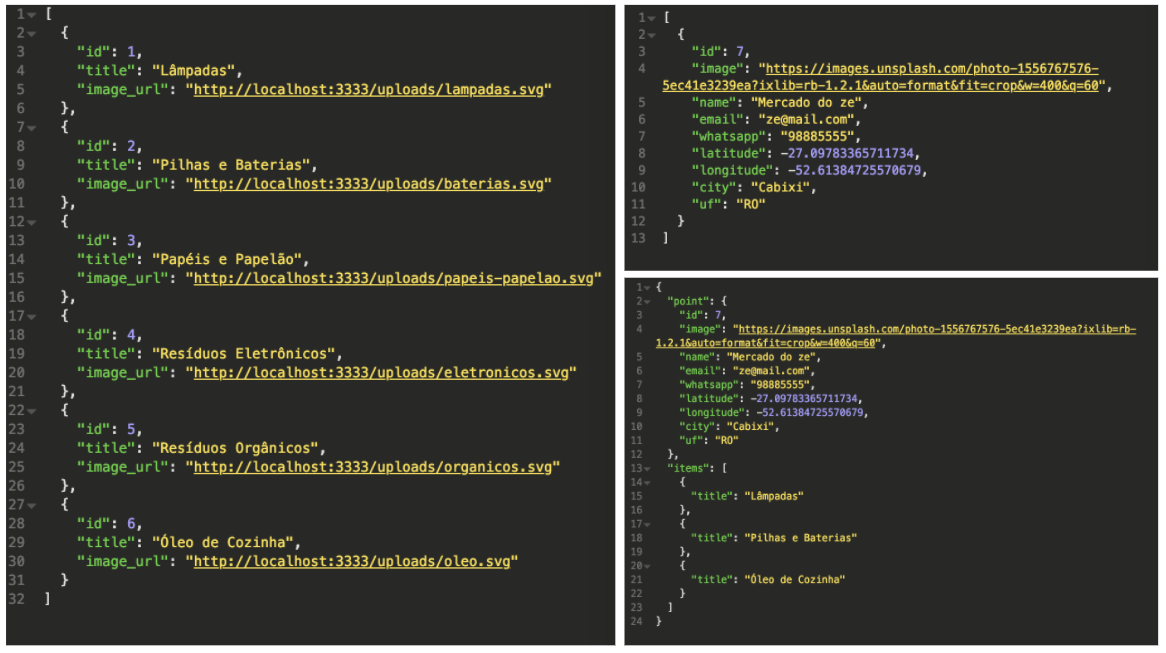 1 [
2 {
3 "id": 1,
4 "title": "Lâmpadas",
5 "image_url": "http://localhost:3333/uploads/lampadas.svg"
6 },
7 {
8 "id": 2,
9 "title": "Pilhas e Baterias",
10 "image_url": "http://localhost:3333/uploads/baterias.svg"
11 },
12 {
13 "id": 3,
14 "title": "Papéis e Papelão",
15 "image_url": "http://localhost:3333/uploads/papeis-papelao.svg"
16 },
17 {
18 "id": 4,
19 "title": "Resíduos Eletrônicos",
20 "image_url": "http://localhost:3333/uploads/eletronicos.svg"
21 },
22 {
23 "id": 5,
24 "title": "Resíduos Orgânicos",
25 "image_url": "http://localhost:3333/uploads/organicos.svg"
26 },
27 {
28 "id": 6,
29 "title": "Óleo de Cozinha",
30 "image_url": "http://localhost:3333/uploads/oleo.svg"
31 }
32 ]
1 [
2 {
3 "id": 7,
4 "image": "https://images.unsplash.com/photo-1556767576-
5ec41e3239ea?ixlib=rb-1.2.1&auto=format&fit=crop&w=400&q=60",
5 "name": "Mercado do ze",
6 "email": "ze@mail.com",
7 "whatsapp": "98885555",
8 "latitude": -27.09783365711734,
9 "longitude": -52.61384725570679,
10 "city": "Cabixi",
11 "uf": "RO"
12 }
13 ]
1 {
2 "point": {
3 "id": 7,
4 "image": "https://images.unsplash.com/photo-1556767576-5ec41e3239ea?ixlib=rb-
1.2.1&auto=format&fit=crop&w=400&q=60",
5 "name": "Mercado do ze",
6 "email": "ze@mail.com",
7 "whatsapp": "98885555",
8 "latitude": -27.09783365711734,
9 "longitude": -52.61384725570679,
10 "city": "Cabixi",
11 "uf": "RO"
12 },
13 "items": [
14 {
15 "title": "Lâmpadas"
16 },
17 {
18 "title": "Pilhas e Baterias"
19 },
20 {
21 "title": "Óleo de Cozinha"
22 }
23 ]
24 }